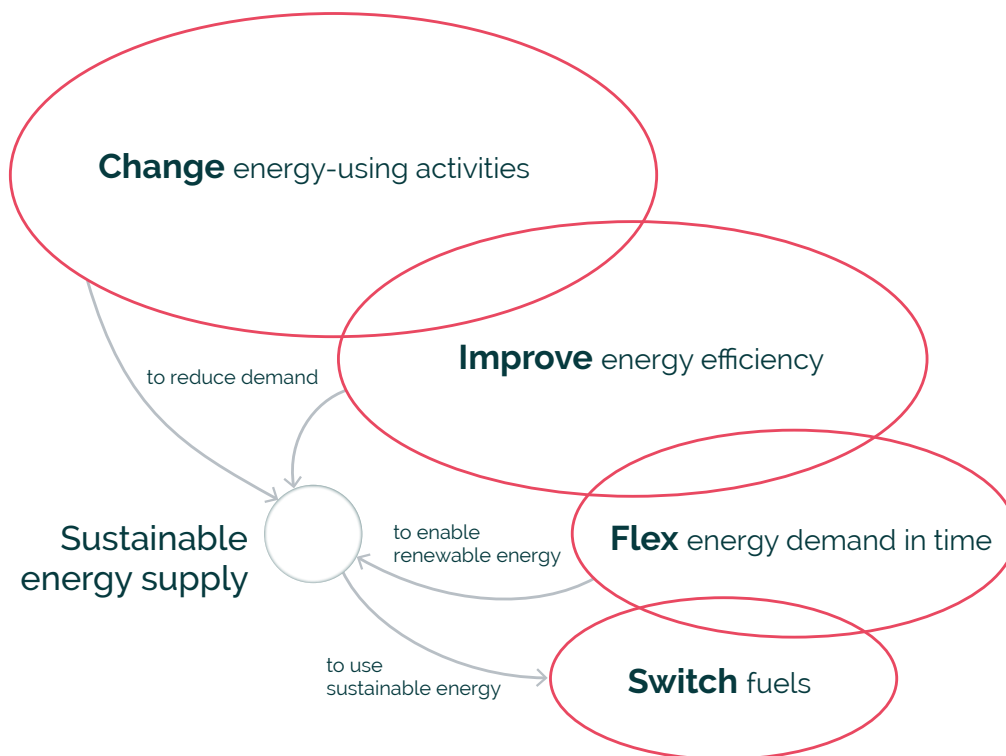 Change energy-using activities
Improve energy efficiency
to reduce demand
Flex energy demand in time
to enable
renewable energy
Sustainable
energy supply
to use
sustainable energy
Switch fuels